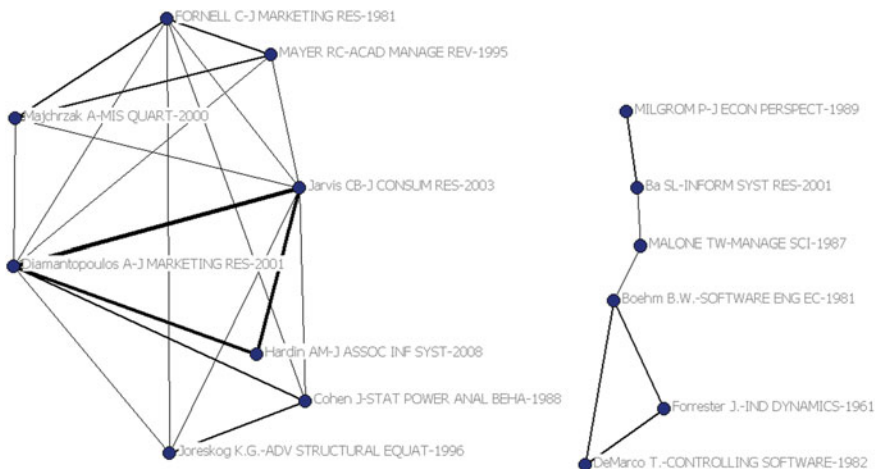 FORNELL C-J MARKETING RES-1981
MAYER RC-ACAD MANAGE REV-1995
Majchrzak A-MIS QUART-2000
MILGROM P-J ECON PERSPECT-1989
Jarvis CB-J CONSUM RES-2003
Ba SL-INFORM SYST RES-2001
MALONE TW-MANAGE SCI-1987
Diamantopoulos A-J MARKETING RES-2001
Boehm B.W.-SOFTWARE ENG EC-1981
Hardin AM-J ASSOC INF SYST-2008
Cohen J-STAT POWER ANAL BEHA-1988
Forrester J.-IND DYNAMICS-1961
Joreskog K.G.-ADV STRUCTURAL EQUAT-1996
DeMarco T.-CONTROLLING SOFTWARE-1982